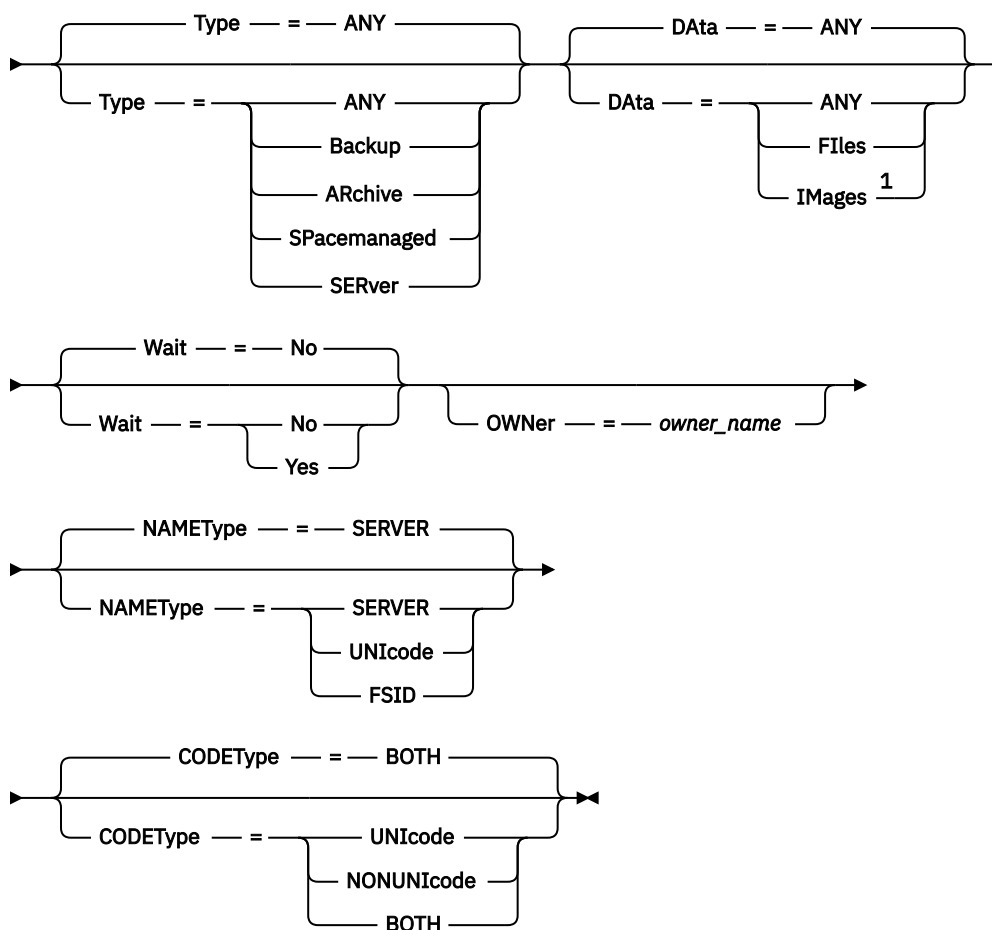 Type = ANY DAta = ANY
Type = ANY DAta = ANY
Backup FIles
ARchive IMages 1
SPacemanaged
SERver
Wait = No
Wait = No OWNer = owner_name
Yes
NAMEType = SERVER
NAMEType = SERVER
UNIcode
FSID
CODEType = BOTH
CODEType = UNIcode
NONUNIcode
BOTH